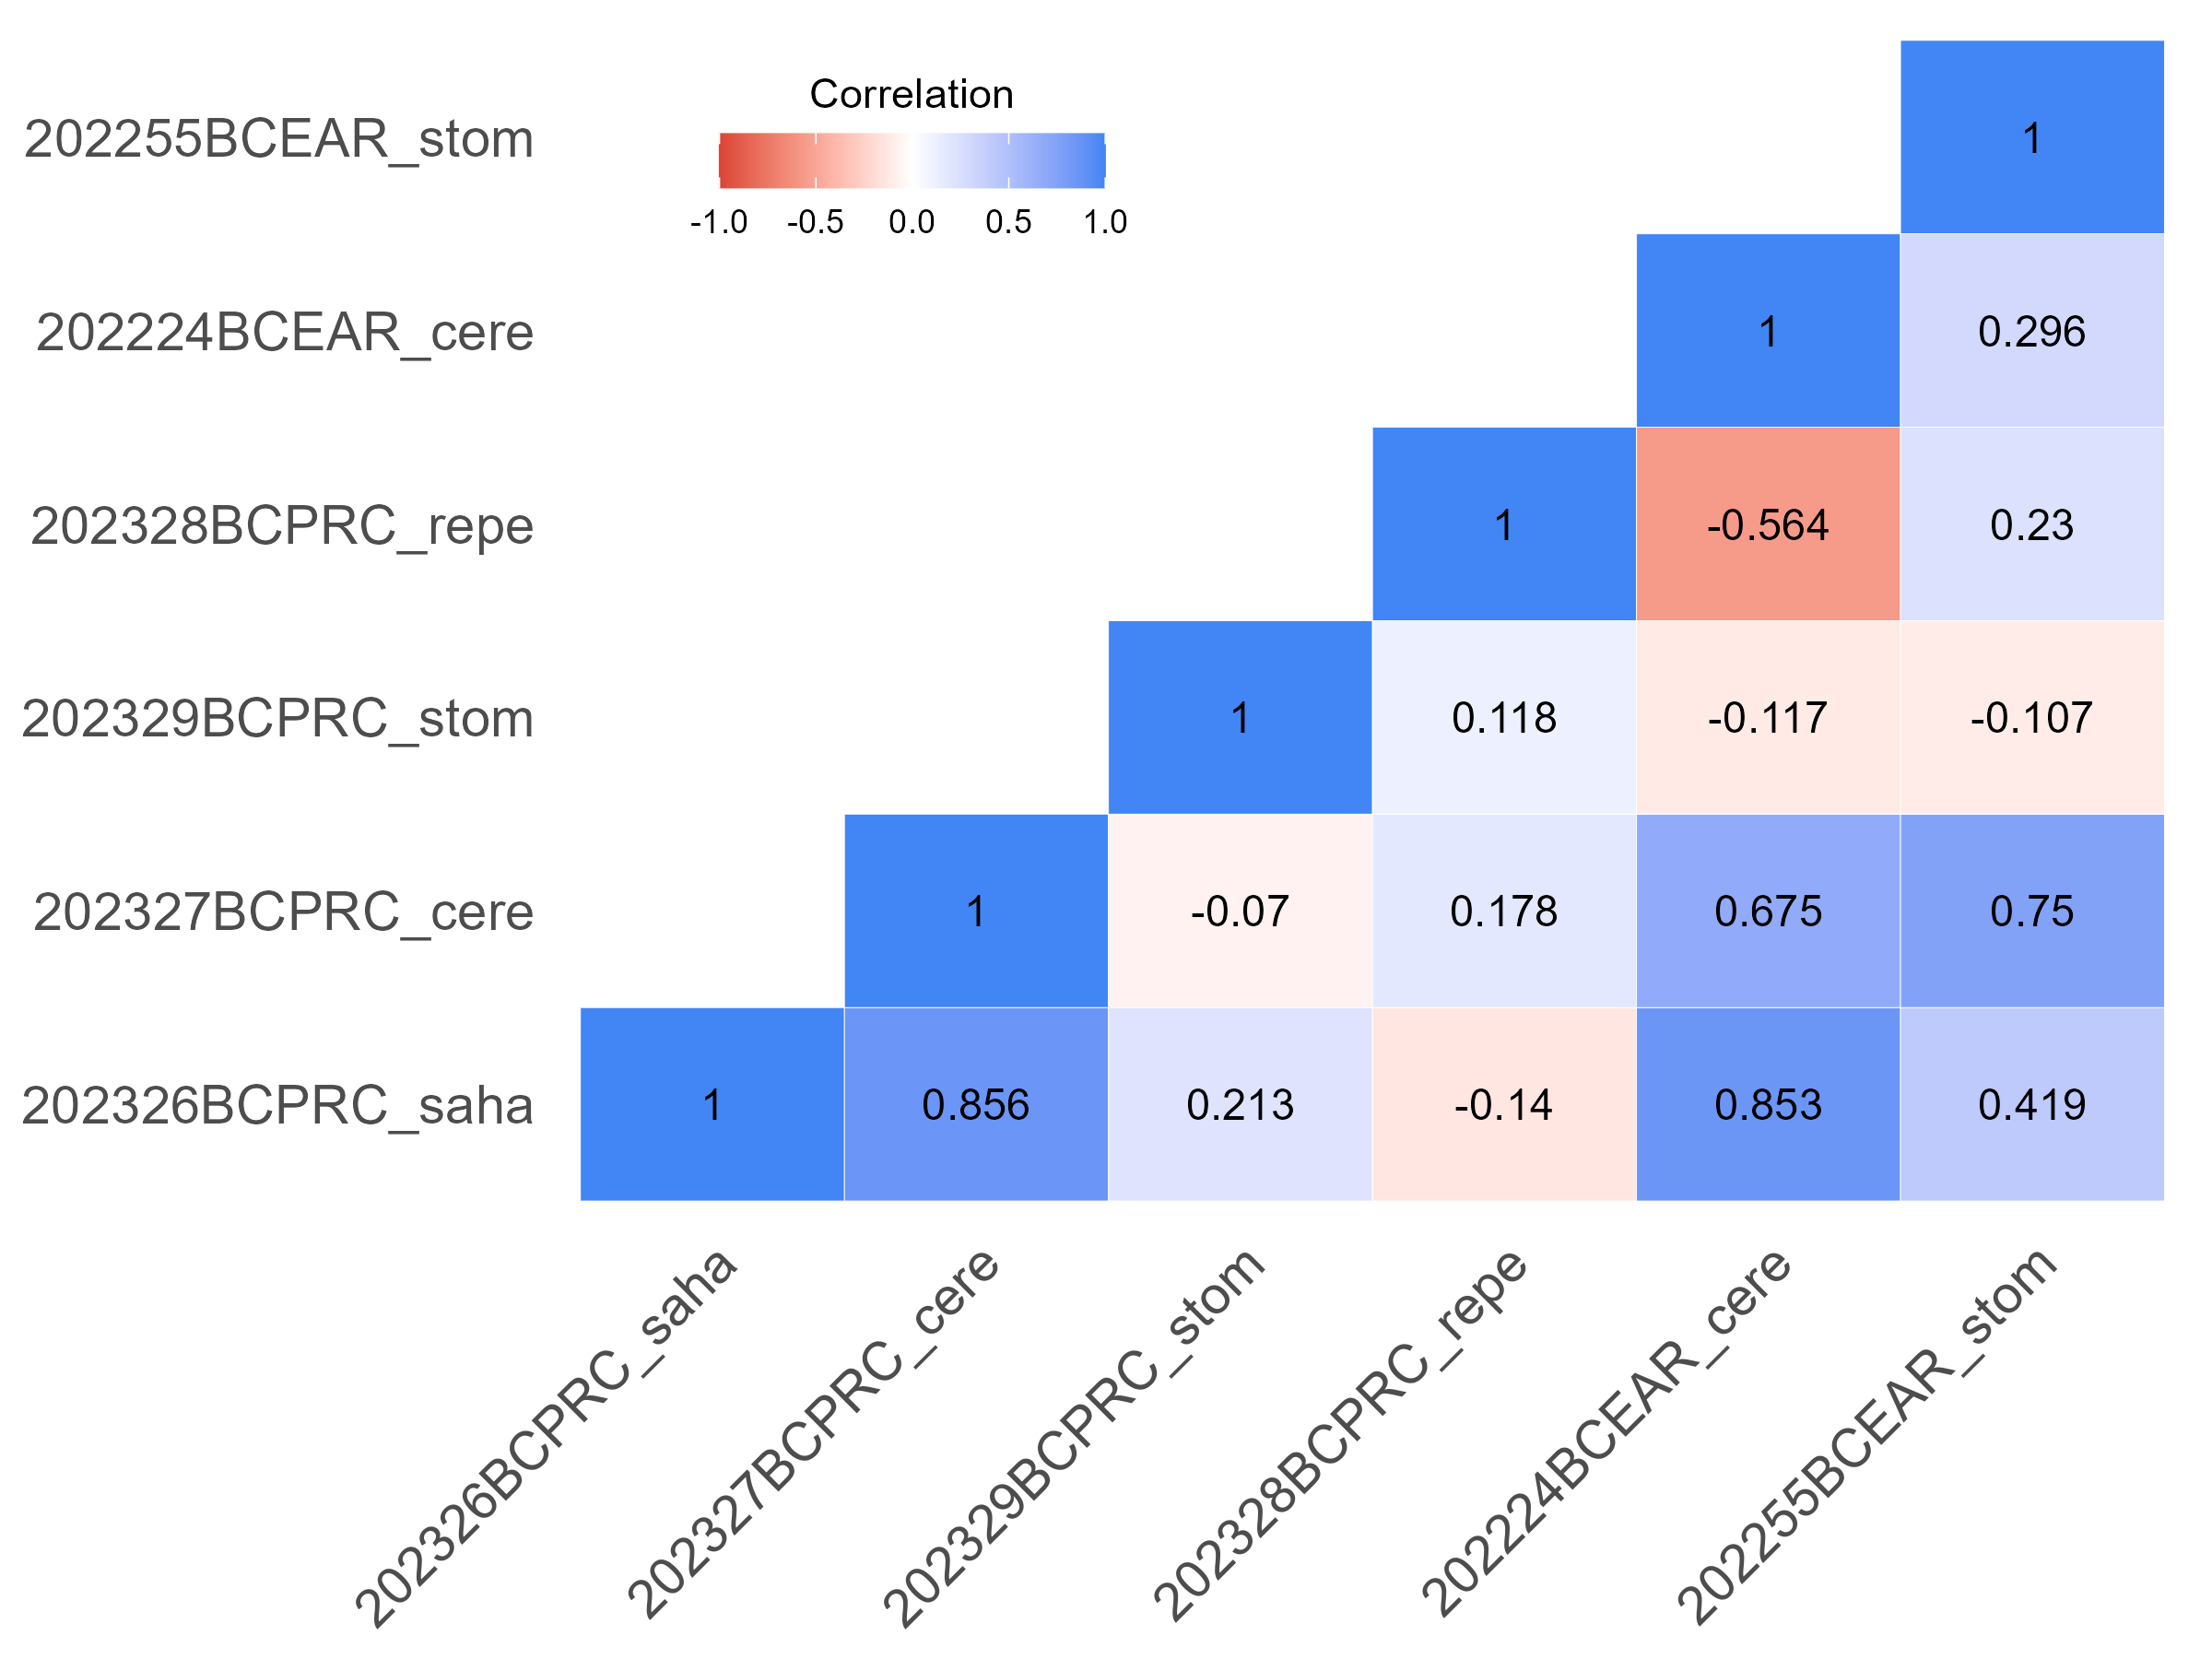 Correlation
-1.0 -0.5 0.0 0.5 1.0
202255BCEAR_stom 1
202224BCEAR_cere 1 0.296
202328BCPRC_repe 1 -0.564 0.23
202329BCPRC_stom 1 0.118 -0.117 -0.107
202327BCPRC_cere 1 -0.07 0.178 0.675 0.75
202326BCPRC_saha 1 0.856 0.213 -0.14 0.853 0.419
202326BCPRC_saha
202327BCPRC_cere
202329BCPRC_stom
202328BCPRC_repe
202224BCEAR_cere
202255BCEAR_stom